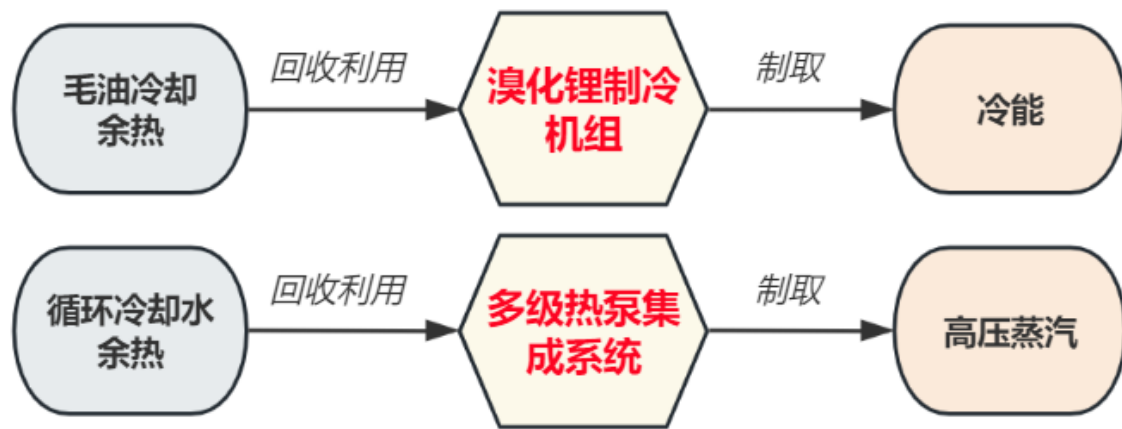 毛油冷却
余热
回收利用
溴化锂制冷
机组
制取
冷能
循环冷却水
余热
回收利用
多级热泵集
成系统
制取
高压蒸汽